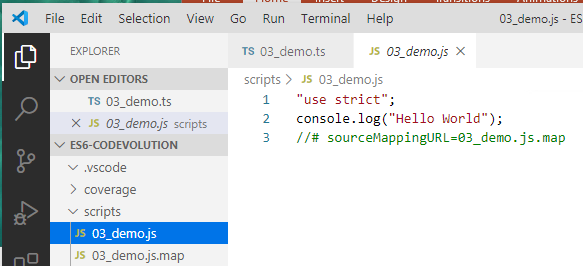 File Edit View Go Run Terminal Help 03_demo.js - ES
EXPLORER
TS 03_demo.ts
JS 03_demo.js ×
OPEN EDITORS
TS 03_demo.ts
× JS 03_demo.js scripts
ES6-CODEVOLUTION
.vscode
coverage
scripts
JS 03_demo.js
JS 03_demo.js.map
scripts > JS 03_demo.js
1 "use strict";
2 console.log("Hello World");
3 //# sourceMappingURL=03_demo.js.map